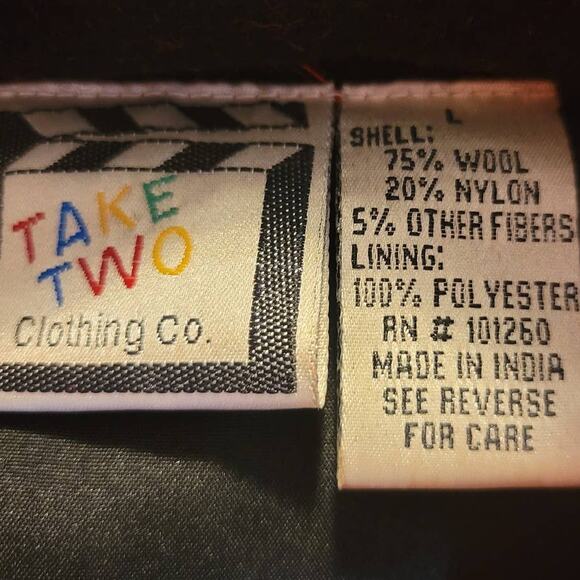 TAKE
TWO
Clothing Co.
L
SHELL:
75% WOOL
20% NYLON
5% OTHER FIBERS
LINING:
100% POLYESTER
RN # 101260
MADE IN INDIA
SEE REVERSE
FOR CARE